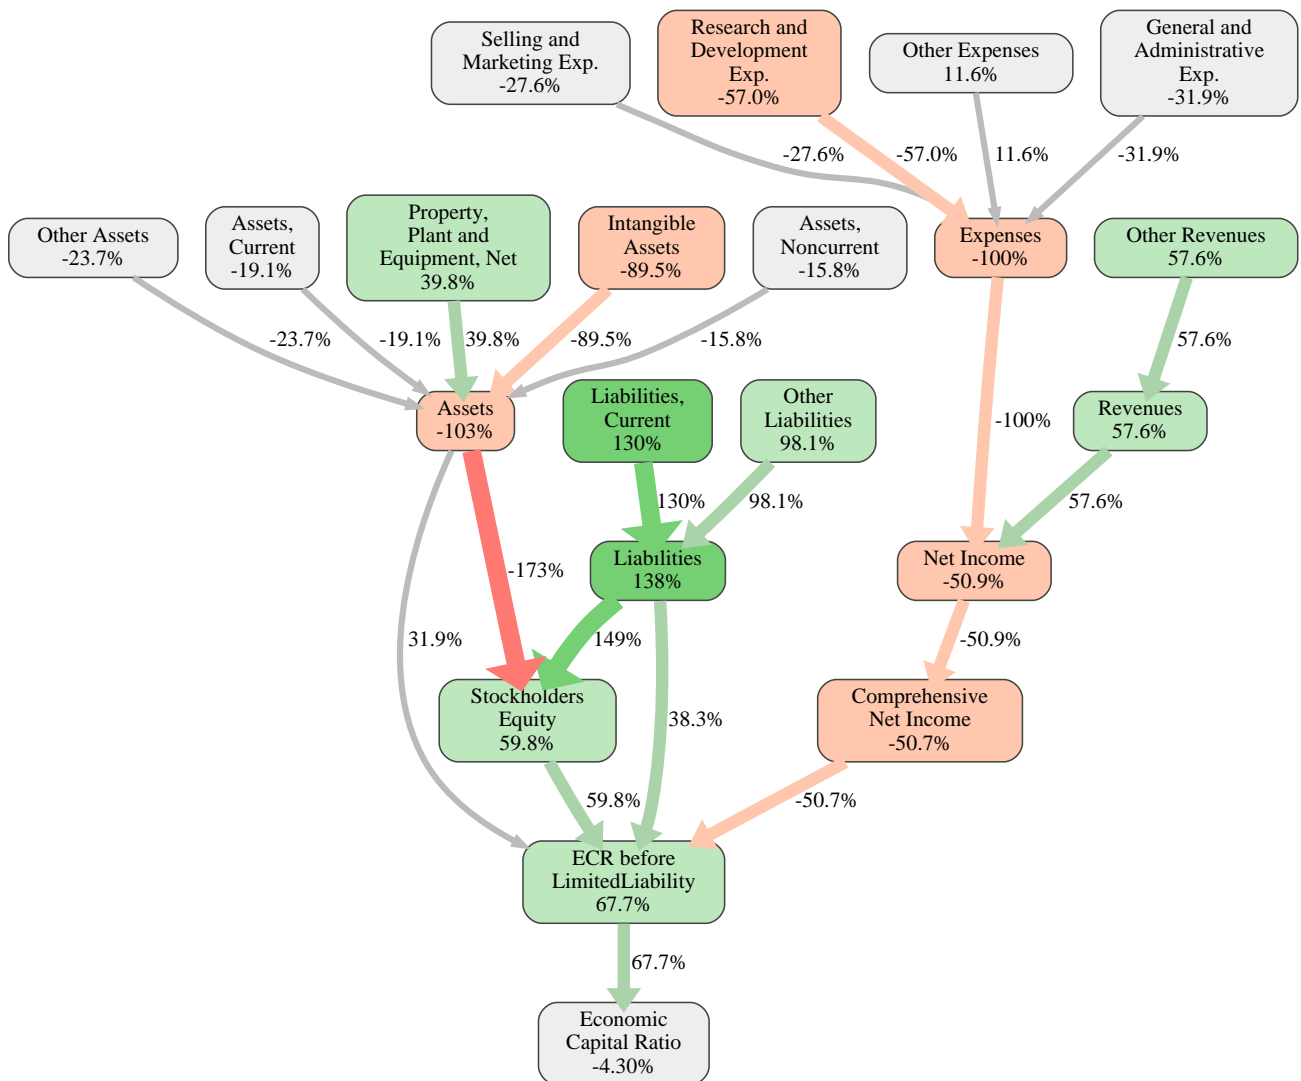 Selling and
Marketing Exp.
-27.6%
Research and
Development
Exp.
-57.0%
Other Expenses
11.6%
General and
Administrative
Exp.
-31.9%
-27.6%
-57.0%
11.6%
-31.9%
Other Assets
-23.7%
Assets,
Current
-19.1%
Property,
Plant and
Equipment, Net
39.8%
Intangible
Assets
-89.5%
Assets,
Noncurrent
-15.8%
Expenses
-100%
Other Revenues
57.6%
-23.7%
-19.1%
39.8%
-89.5%
-15.8%
57.6%
Assets
-103%
Liabilities,
Current
130%
Other
Liabilities
98.1%
-100%
Revenues
57.6%
130%
98.1%
57.6%
-173%
Liabilities
138%
Net Income
-50.9%
31.9%
149%
-50.9%
Stockholders
Equity
59.8%
38.3%
Comprehensive
Net Income
-50.7%
59.8%
-50.7%
ECR before
LimitedLiability
67.7%
67.7%
Economic
Capital Ratio
-4.30%